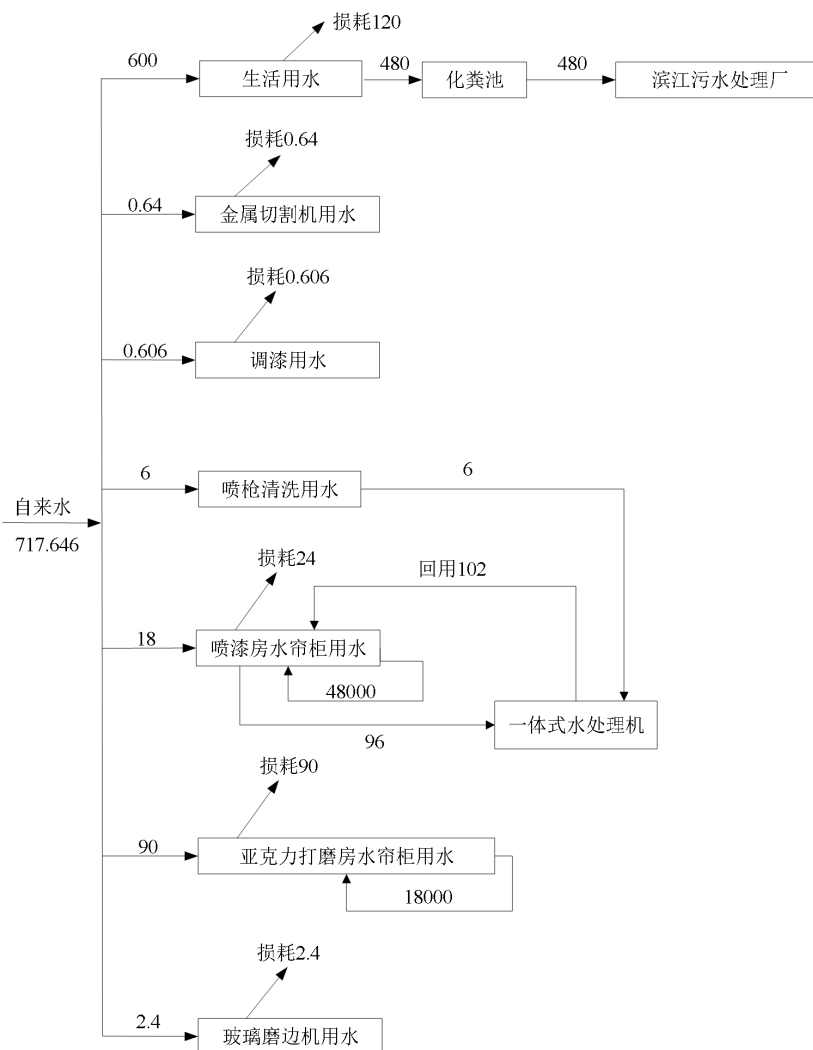 损耗120
600
生活用水
480
化粪池
480
滨江污水处理厂
损耗0.64
0.64
金属切割机用水
损耗0.606
0.606
调漆用水
6
喷枪清洗用水
6
自来水
717.646
损耗24
回用102
18
喷漆房水帘柜用水
48000
一体式水处理机
96
损耗90
90
亚克力打磨房水帘柜用水
18000
损耗2.4
2.4
玻璃磨边机用水